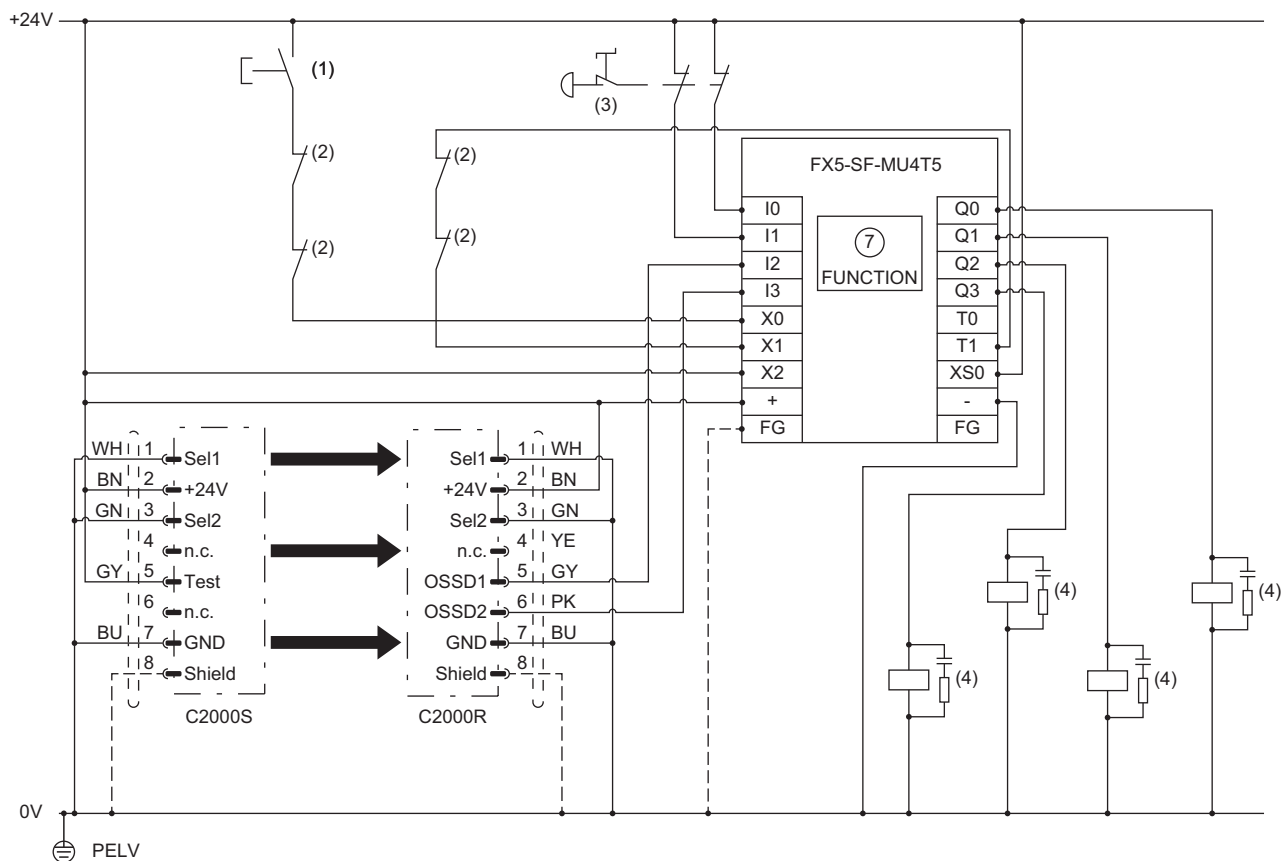 +24V
(1)
(3)
(2)
(2)
(2)
(2)
FX5-SF-MU4T5
7
FUNCTION
I0
I1
I2
I3
X0
X1
X2
+
FG
Q0
Q1
Q2
Q3
T0
T1
XS0
-
FG
WH 1 Sel1
BN 2 +24V
GN 3 Sel2
4 n.c.
GY 5 Test
6 n.c.
BU 7 GND
8 Shield
C2000S
Sel1 1 WH
+24V 2 BN
Sel2 3 GN
n.c. 4 YE
OSSD1 5 GY
OSSD2 6 PK
GND 7 BU
Shield 8
C2000R
(4)
(4)
(4)
(4)
0V
PELV